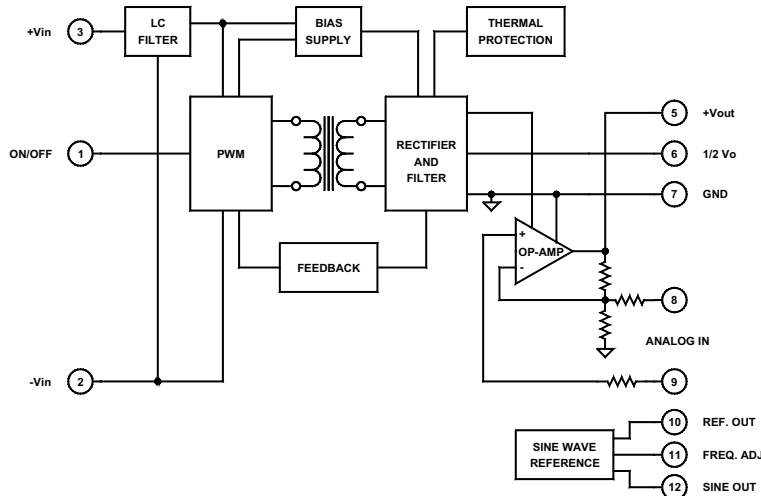 LC
FILTER
BIAS
SUPPLY
THERMAL
PROTECTION
+Vin
3
5
+Vout
ON/OFF
1
PWM
RECTIFIER
AND
FILTER
6
1/2 Vo
7
GND
+
OP-AMP
-
FEEDBACK
8
ANALOG IN
-Vin
2
9
SINE WAVE
REFERENCE
10
REF. OUT
11
FREQ. ADJ
12
SINE OUT